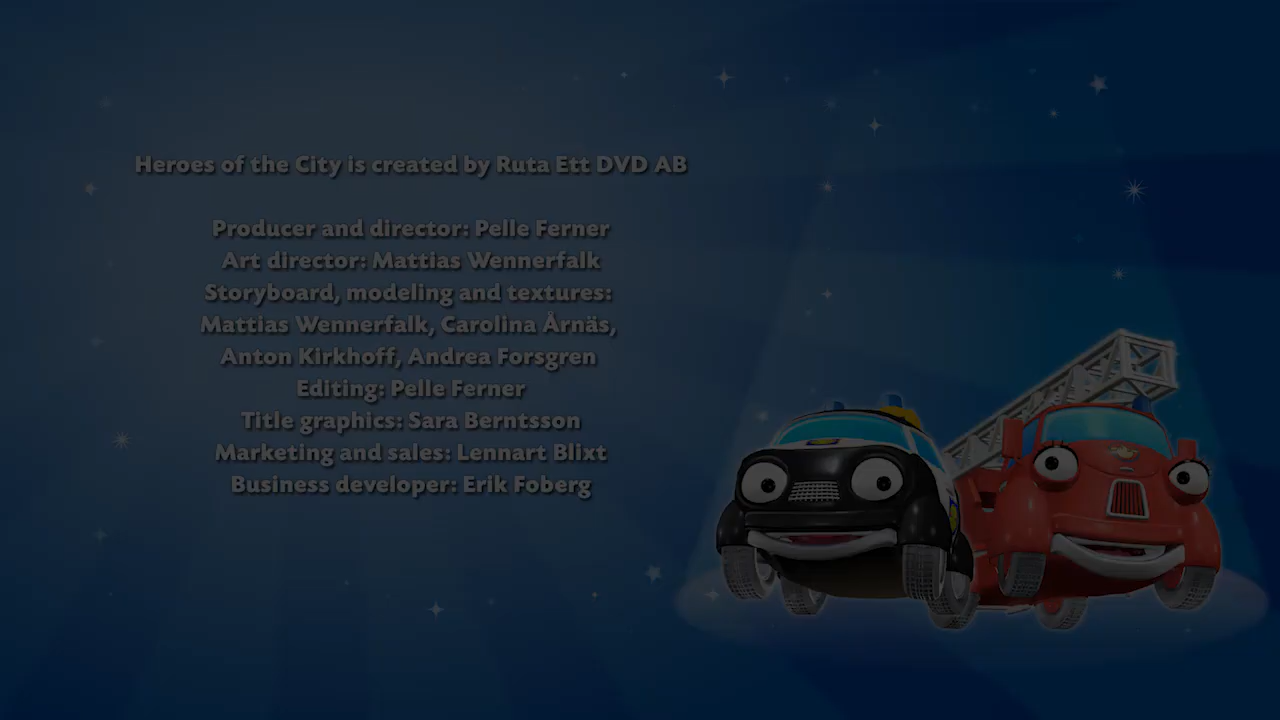 Heroes of the City is created by Ruta Ett DVD AB
Producer and director: Pelle Ferner
Art director: Mattias Wennerfalk
Storyboard, modeling and textures:
Mattias Wennerfalk, Carolina Årnäs,
Anton Kirkhoff, Andrea Forsgren
Editing: Pelle Ferner
Title graphics: Sara Berntsson
Marketing and sales: Lennart Blixt
Business developer: Erik Foberg